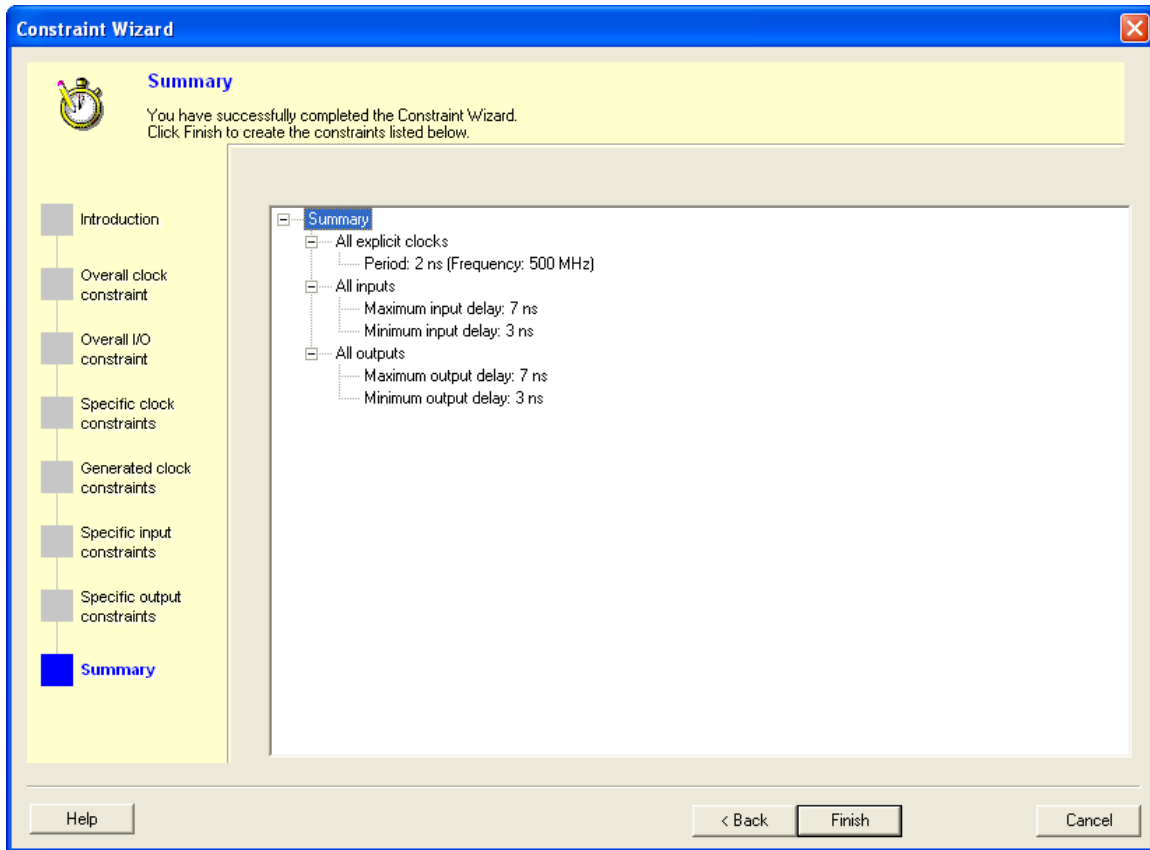 Constraint Wizard
Summary
You have successfully completed the Constraint Wizard.
Click Finish to create the constraints listed below.
Introduction
Overall clock
constraint
Overall I/O
constraint
Specific clock
constraints
Generated clock
constraints
Specific input
constraints
Specific output
constraints
Summary
Summary
All explicit clocks
Period: 2 ns (Frequency: 500 MHz)
All inputs
Maximum input delay: 7 ns
Minimum input delay: 3 ns
All outputs
Maximum output delay: 7 ns
Minimum output delay: 3 ns
Help
< Back
Finish
Cancel